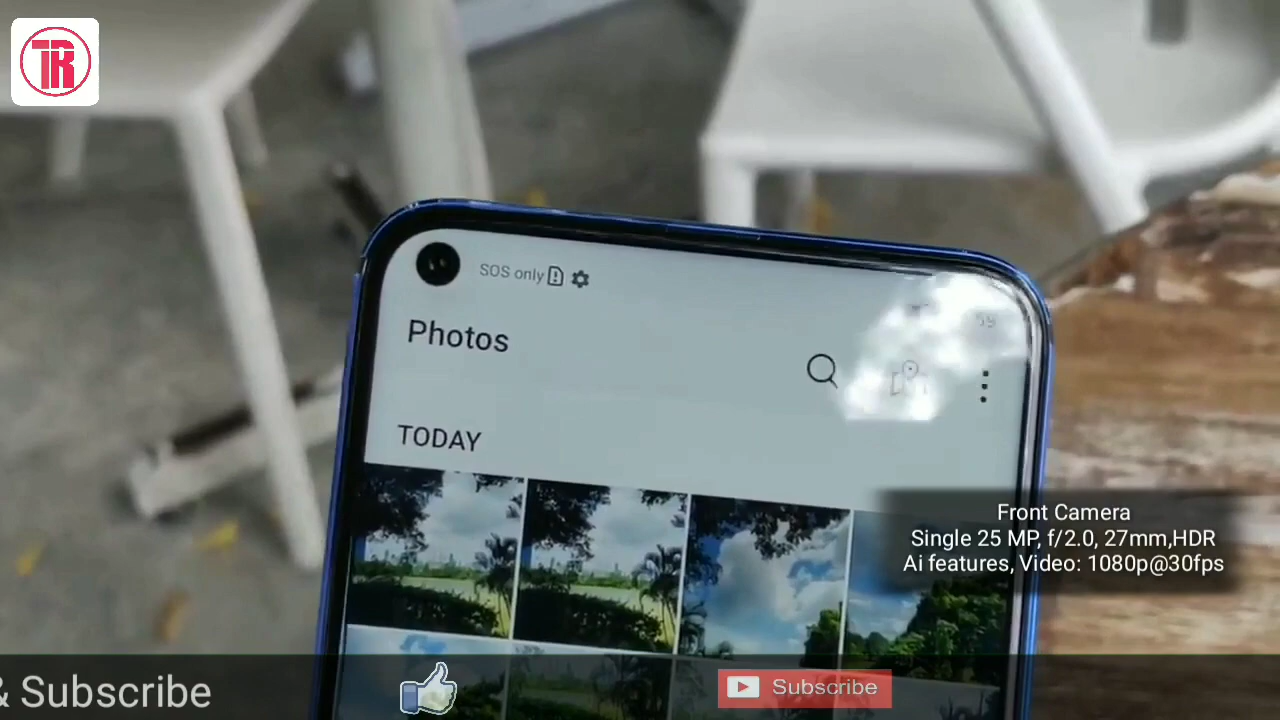 TR
SOS only
59
Photos
TODAY
Front Camera
Single 25 MP, f/2.0, 27mm,HDR
Ai features, Video: 1080p@30fps
& Subscribe
Subscribe